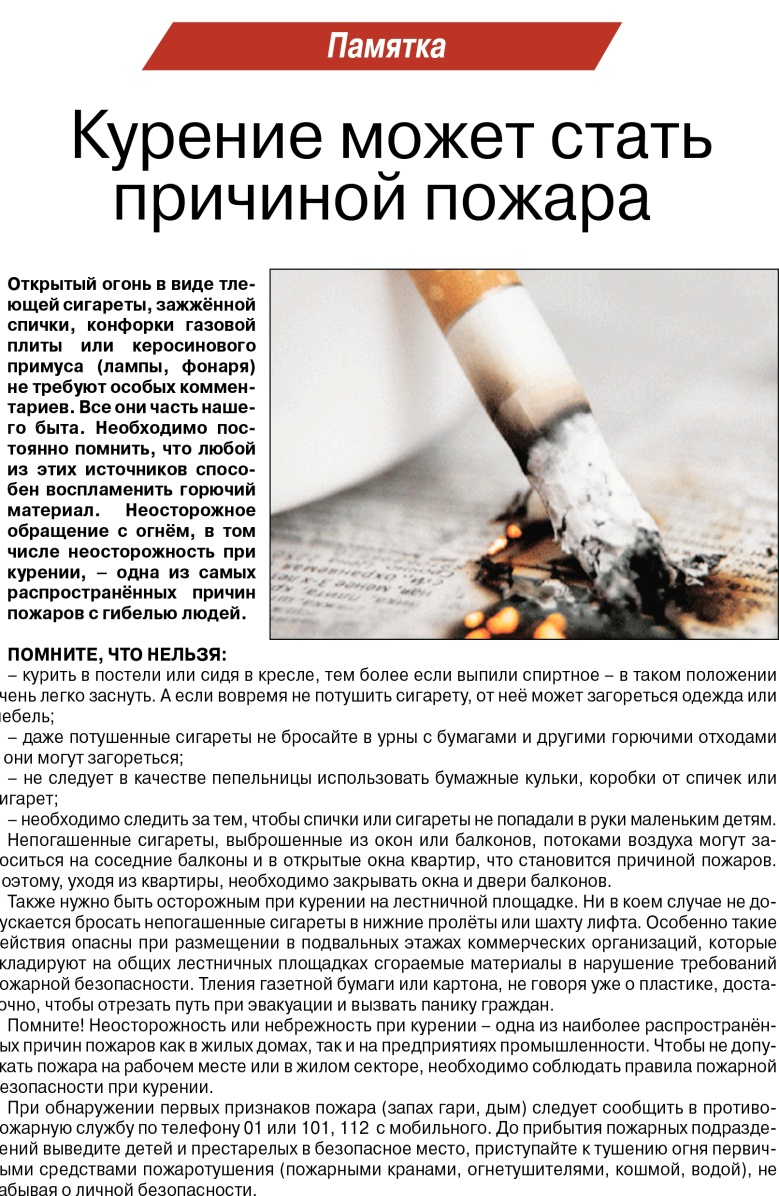 Памятка
Курение может стать
причиной пожара
Открытый огонь в виде тле-
ющей сигареты, зажжённой
спички, конфорки газовой
плиты или керосинового
примуса (лампы, фонаря)
не требуют особых коммен-
тариев. Все они часть наше-
го быта. Необходимо пос-
тоянно помнить, что любой
из этих источников спосо-
бен воспламенить горючий
материал. Неосторожное
обращение с огнём, в том
числе неосторожность при
курении, – одна из самых
распространённых причин
пожаров с гибелью людей.
ПОМНИТЕ, ЧТО НЕЛЬЗЯ:
– курить в постели или сидя в кресле, тем более если выпили спиртное – в таком положении
чень легко заснуть. А если вовремя не потушить сигарету, от неё может загореться одежда или
ебель;
– даже потушенные сигареты не бросайте в урны с бумагами и другими горючими отходами
они могут загореться;
– не следует в качестве пепельницы использовать бумажные кульки, коробки от спичек или
игарет;
– необходимо следить за тем, чтобы спички или сигареты не попадали в руки маленьким детям.
Непогашенные сигареты, выброшенные из окон или балконов, потоками воздуха могут за-
оситься на соседние балконы и в открытые окна квартир, что становится причиной пожаров.
оэтому, уходя из квартиры, необходимо закрывать окна и двери балконов.
Также нужно быть осторожным при курении на лестничной площадке. Ни в коем случае не до-
ускается бросать непогашенные сигареты в нижние пролёты или шахту лифта. Особенно такие
ействия опасны при размещении в подвальных этажах коммерческих организаций, которые
кладируют на общих лестничных площадках сгораемые материалы в нарушение требований
ожарной безопасности. Тления газетной бумаги или картона, не говоря уже о пластике, доста-
очно, чтобы отрезать путь при эвакуации и вызвать панику граждан.
Помните! Неосторожность или небрежность при курении – одна из наиболее распространён-
ых причин пожаров как в жилых домах, так и на предприятиях промышленности. Чтобы не допу-
кать пожара на рабочем месте или в жилом секторе, необходимо соблюдать правила пожарной
езопасности при курении.
При обнаружении первых признаков пожара (запах гари, дым) следует сообщить в противо-
ожарную службу по телефону 01 или 101, 112 с мобильного. До прибытия пожарных подразде-
ений выведите детей и престарелых в безопасное место, приступайте к тушению огня первич-
ыми средствами пожаротушения (пожарными кранами, огнетушителями, кошмой, водой), не
абывая о личной безопасности.